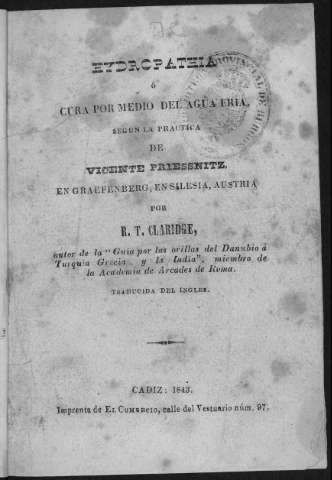 HYDROPATHIA
ó
CURA POR MEDIO DEL AGUA FRIA,
SEGUN LA PRACTICA
DE
VICENTE PRIESSNITZ,
EN GRAEFENBERG, EN SILESIA, AUSTRIA
POR
R. T. CLARIDGE,
autor de la "Guia por las orillas del Danubio á
Turquia Grecia y la India", miembro de
la Academia de Arcades de Roma.
TRADUCIDA DEL INGLES.
CADIZ: 1843.
Imprenta de EL COMERCIO, calle del Vestuario núm. 97.